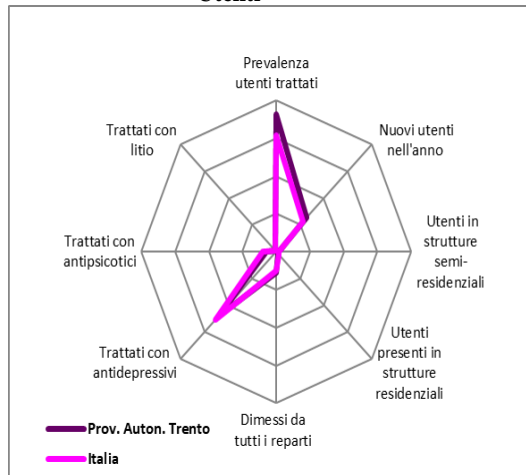 Utenti
Prevalenza
utenti trattati
Nuovi utenti
nell'anno
Utenti in
strutture
semi-
residenziali
Utenti
presenti in
strutture
residenziali
Dimessi da
tutti i reparti
Trattati con
antidepressivi
Trattati con
antipsicotici
Trattati con
litio
Prov. Auton. Trento
Italia